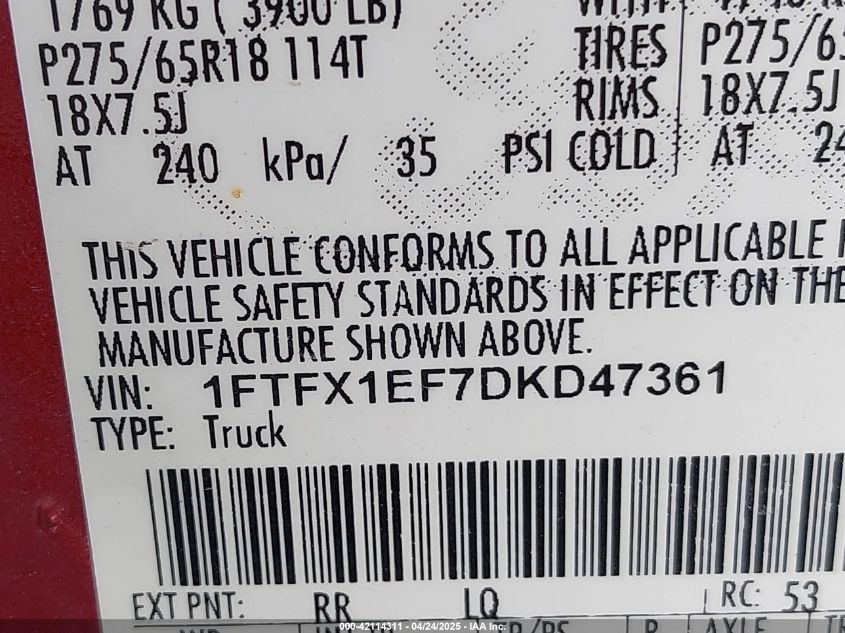 1769 KG ( 3900 LB)
P275/65R18 114T TIRES P275/65
18X7.5J RIMS 18X7.5J
AT 240 kPa/ 35 PSI COLD AT 24
THIS VEHICLE CONFORMS TO ALL APPLICABLE
VEHICLE SAFETY STANDARDS IN EFFECT ON THE
MANUFACTURE SHOWN ABOVE.
VIN: 1FTFX1EF7DKD47361
TYPE: Truck
EXT PNT: RR LQ RC: 53
000-42114311 - 04/24/2025 - IAA Inc.